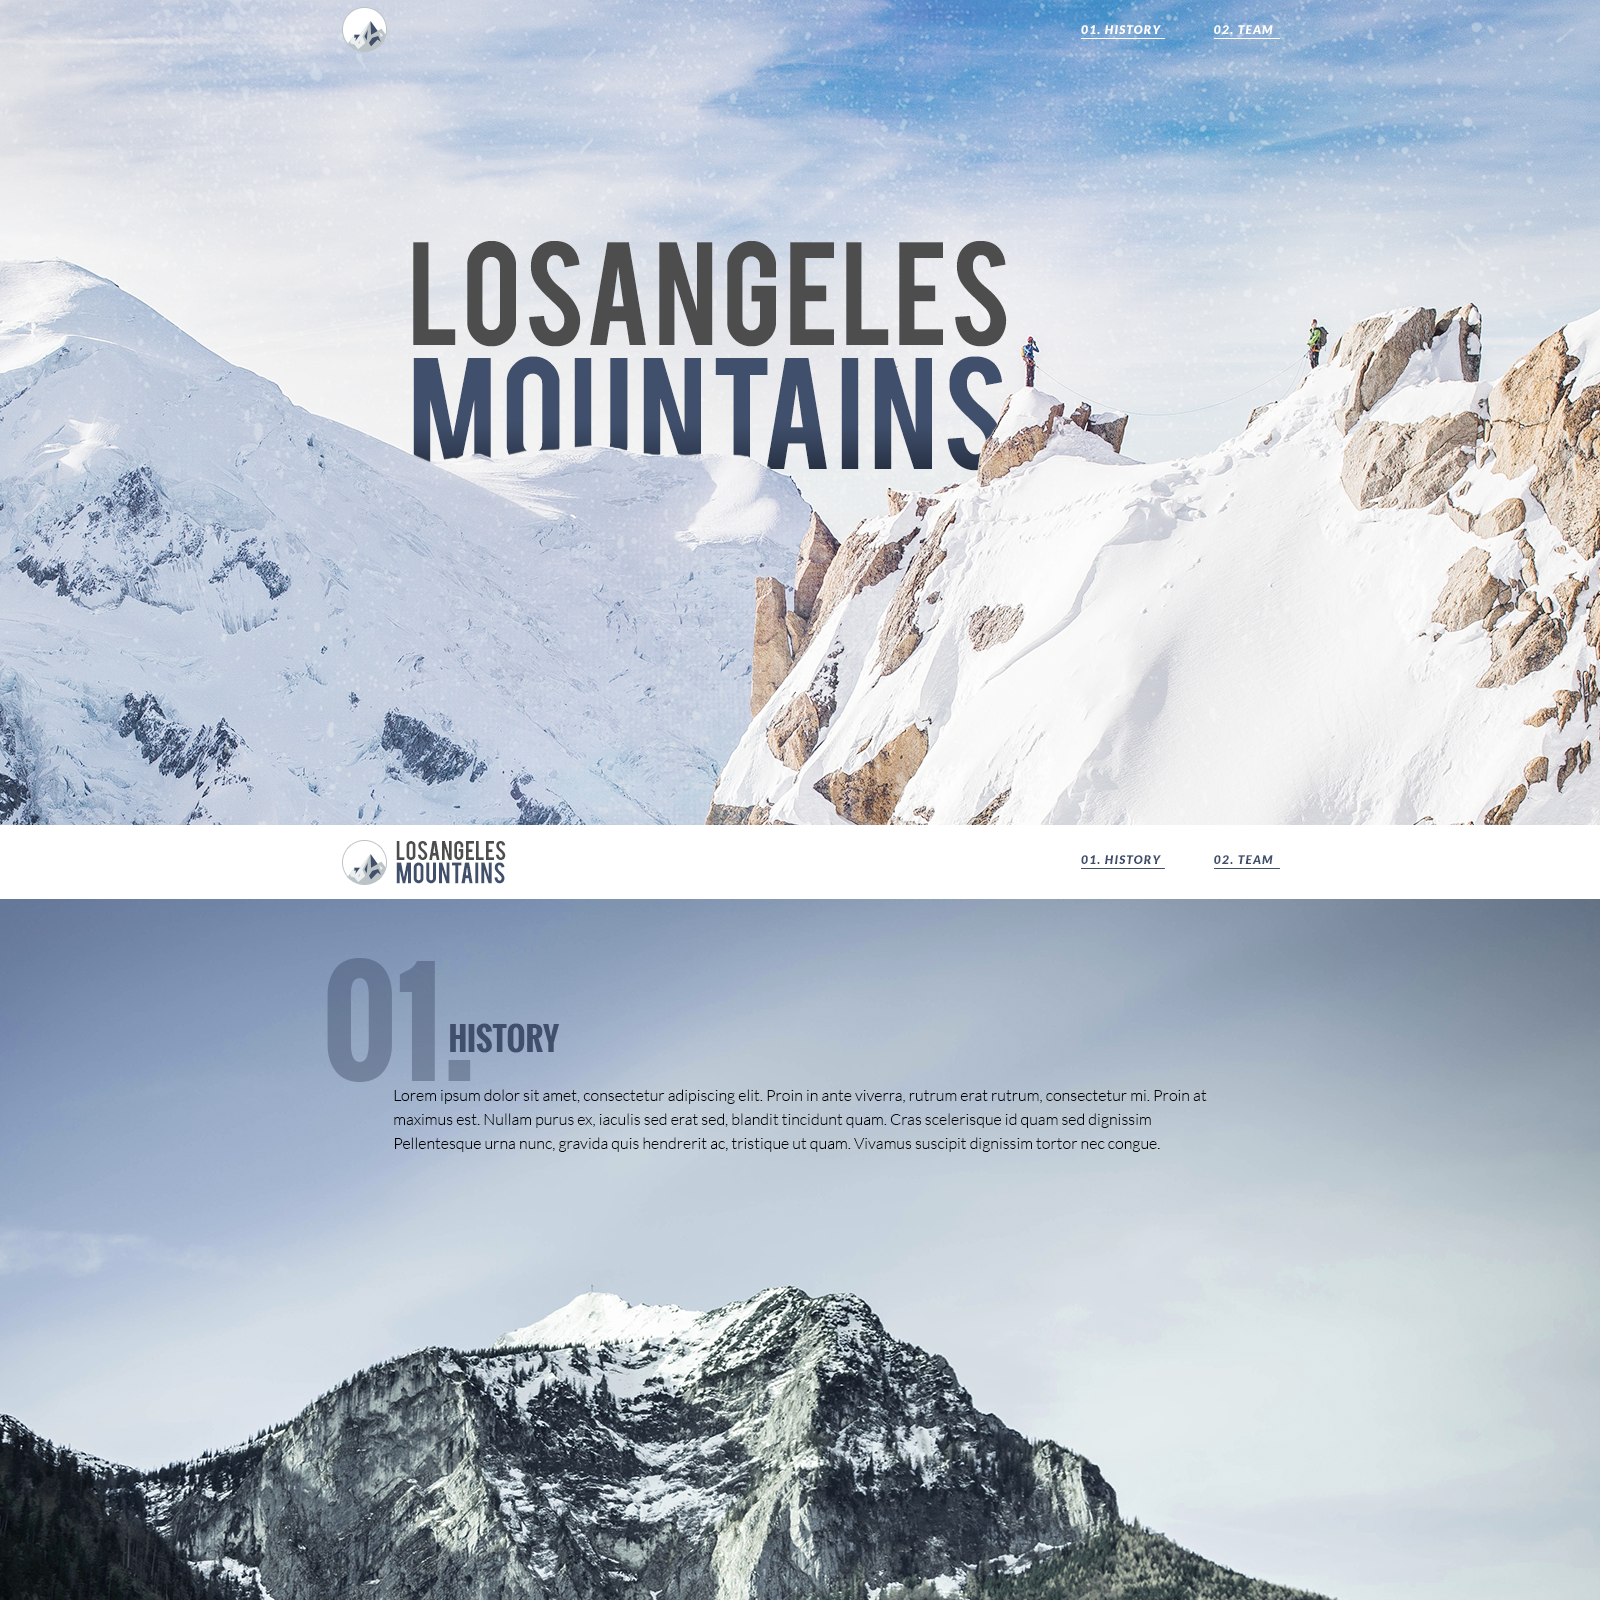 01. HISTORY
02. TEAM
LOSANGELES
MOUNTAINS
LOSANGELES
MOUNTAINS
01. HISTORY
02. TEAM
01.
HISTORY
Lorem ipsum dolor sit amet, consectetur adipiscing elit. Proin in ante viverra, rutrum erat rutrum, consectetur mi. Proin at
maximus est. Nullam purus ex, iaculis sed erat sed, blandit tincidunt quam. Cras scelerisque id quam sed dignissim
Pellentesque urna nunc, gravida quis hendrerit ac, tristique ut quam. Vivamus suscipit dignissim tortor nec congue.